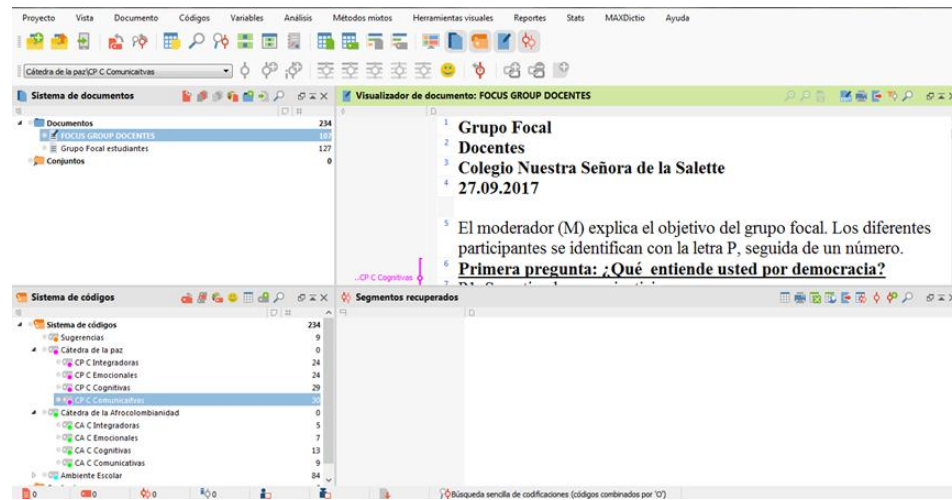 Proyecto Vista Documento Códigos Variables Análisis Métodos mixtos Herramientas visuales Reportes Stats MAXDictio Ayuda
Cátedra de la paz\CP C Comunicaitvas
Sistema de documentos
Documentos 234
FOCUS GROUP DOCENTES 107
Grupo Focal estudiantes 127
Conjuntos 0
Visualizador de documento: FOCUS GROUP DOCENTES
1 Grupo Focal
2 Docentes
3 Colegio Nuestra Señora de la Salette
4 27.09.2017
5 El moderador (M) explica el objetivo del grupo focal. Los diferentes
participantes se identifican con la letra P, seguida de un número.
..CP C Cognitivas
6 Primera pregunta: ¿Qué entiende usted por democracia?
7
Sistema de códigos
Sistema de códigos 234
Sugerencias 9
Cátedra de la paz 0
CP C Integradoras 24
CP C Emocionales 24
CP C Cognitivas 29
CP C Comunicaitvas 30
Cátedra de la Afrocolombianidad 0
CA C Integradoras 5
CA C Emocionales 7
CA C Cognitivas 13
CA C Comunicativas 9
Ambiente Escolar 84
Segmentos recuperados
0 0 0 0 Búsqueda sencilla de codificaciones (códigos combinados por 'O')